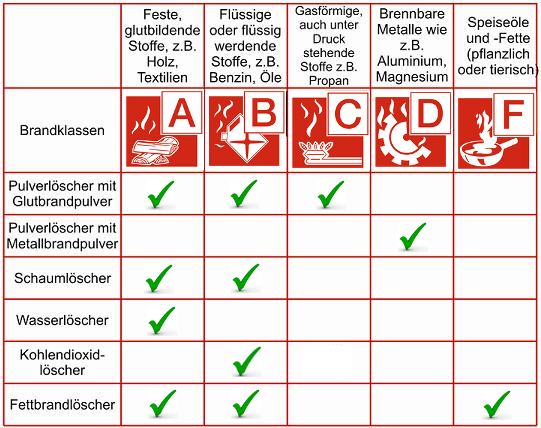 Feste,
glutbildende
Stoffe, z.B.
Holz,
Textilien
Flüssige
oder flüssig
werdende
Stoffe, z.B.
Benzin, Öle
Gasförmige,
auch unter
Druck
stehende
Stoffe z.B.
Propan
Brennbare
Metalle wie
z.B.
Aluminium,
Magnesium
Speiseöle
und -Fette
(pflanzlich
oder tierisch)
Brandklassen
A
B
C
D
F
Pulverlöscher mit
Glutbrandpulver
Pulverlöscher mit
Metallbrandpulver
Schaumlöscher
Wasserlöscher
Kohlendioxid-
löscher
Fettbrandlöscher